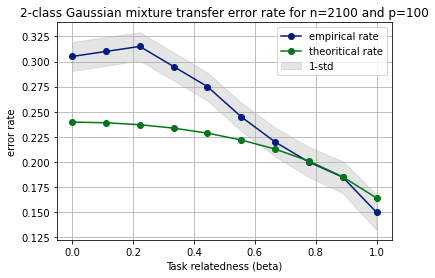 2-class Gaussian mixture transfer error rate for n=2100 and p=100
empirical rate
theoritical rate
1-std
error rate
0.325
0.300
0.275
0.250
0.225
0.200
0.175
0.150
0.125
0.0 0.2 0.4 0.6 0.8 1.0
Task relatedness (beta)